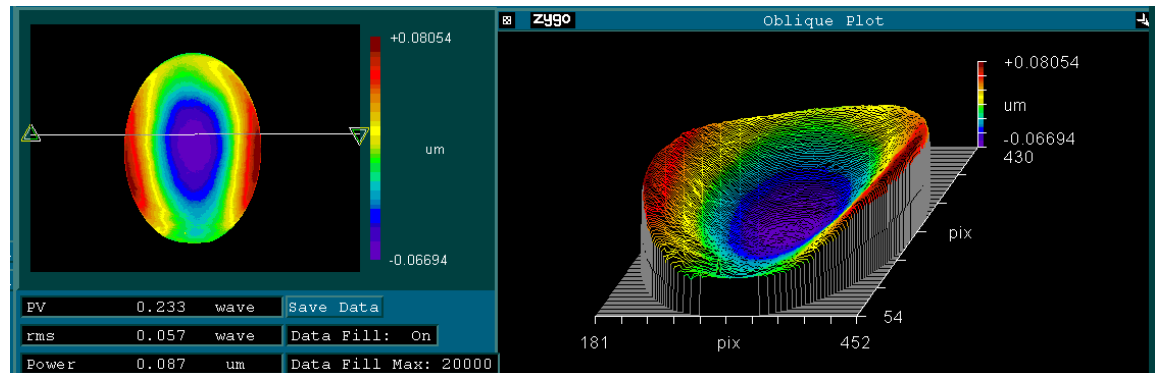 +0.08054
um
-0.06694
PV 0.233 wave Save Data
rms 0.057 wave Data Fill: On
Power 0.087 um Data Fill Max: 20000
zygo Oblique Plot
+0.08054
um
-0.06694
430
pix
54
181 pix 452